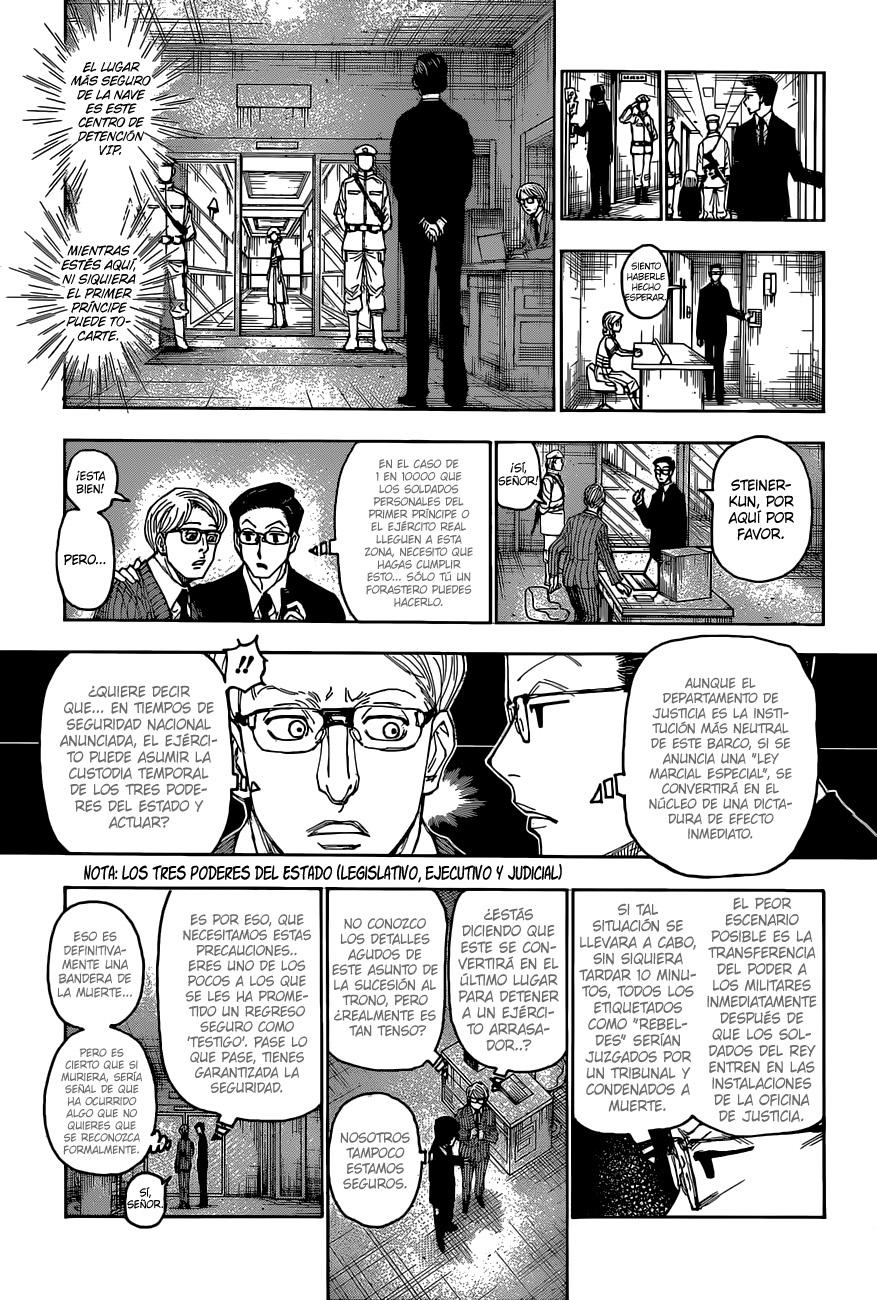 SIENTO
HABERLE
HECHO
ESPERAR.
EL LUGAR
MÁS SEGURO
DE LA NAVE
ES ESTE
CENTRO DE
DETENCIÓN
VIP.
MIENTRAS
ESTÉS AQUÍ,
NI SIQUIERA
EL PRIMER
PRÍNCIPE
PUEDE TO-
CARTE.
STEINER-
KUN, POR
AQUÍ POR
FAVOR.
¡SÍ,
SEÑOR!
EN EL CASO DE
1 EN 10000 QUE
LOS SOLDADOS
PERSONALES DEL
PRIMER PRÍNCIPE O
EL EJÉRCITO REAL
LLEGUEN A ESTA
ZONA, NECESITO QUE
HAGAS CUMPLIR
ESTO... SÓLO TÚ UN
FORASTERO PUEDES
HACERLO.
¡ESTA
BIEN!
PERO...
AUNQUE EL
DEPARTAMENTO DE
JUSTICIA ES LA INSTI-
TUCIÓN MÁS NEUTRAL
DE ESTE BARCO, SI SE
ANUNCIA UNA "LEY
MARCIAL ESPECIAL", SE
CONVERTIRÁ EN EL
NÚCLEO DE UNA DICTA-
DURA DE EFECTO
INMEDIATO.
!!
¿QUIERE DECIR
QUE... EN TIEMPOS DE
SEGURIDAD NACIONAL
ANUNCIADA, EL EJÉRCI-
TO PUEDE ASUMIR LA
CUSTODIA TEMPORAL
DE LOS TRES PODE-
RES DEL ESTADO Y
ACTUAR?
NOTA: LOS TRES PODERES DEL ESTADO (LEGISLATIVO, EJECUTIVO Y JUDICIAL)
EL PEOR
ESCENARIO
POSIBLE ES LA
TRANSFERENCIA
DEL PODER A
LOS MILITARES
INMEDIATAMENTE
DESPUÉS DE
QUE LOS SOL-
DADOS DEL REY
ENTREN EN LAS
INSTALACIONES
DE LA OFICINA
DE JUSTICIA.
SI TAL
SITUACIÓN SE
LLEVARA A CABO,
SIN SIQUIERA
TARDAR 10 MINU-
TOS, TODOS LOS
ETIQUETADOS
COMO "REBEL-
DES" SERÍAN
JUZGADOS POR
UN TRIBUNAL Y
CONDENADOS A
MUERTE.
¿ESTÁS
DICIENDO QUE
ESTE SE CON-
VERTIRÁ EN EL
ÚLTIMO LUGAR
PARA DETENER
A UN EJÉRCI-
TO ARRASA-
DOR..?
NO CONOZCO
LOS DETALLES
AGUDOS DE
ESTE ASUNTO DE
LA SUCESIÓN AL
TRONO, PERO
¿REALMENTE ES
TAN TENSO?
NOSOTROS
TAMPOCO
ESTAMOS
SEGUROS.
ES POR ESO, QUE
NECESITAMOS ESTAS
PRECAUCIONES..
ERES UNO DE LOS
POCOS A LOS QUE
SE LES HA PROME-
TIDO UN REGRESO
SEGURO COMO
'TESTIGO'. PASE LO
QUE PASE, TIENES
GARANTIZADA LA
SEGURIDAD.
ESO ES
DEFINITIVA-
MENTE UNA
BANDERA DE
LA MUERTE...
PERO ES
CIERTO QUE SI
MURIERA, SERÍA
SEÑAL DE QUE
HA OCURRIDO
ALGO QUE NO
QUIERES QUE
SE RECONOZCA
FORMALMENTE.
SÍ,
SEÑOR.